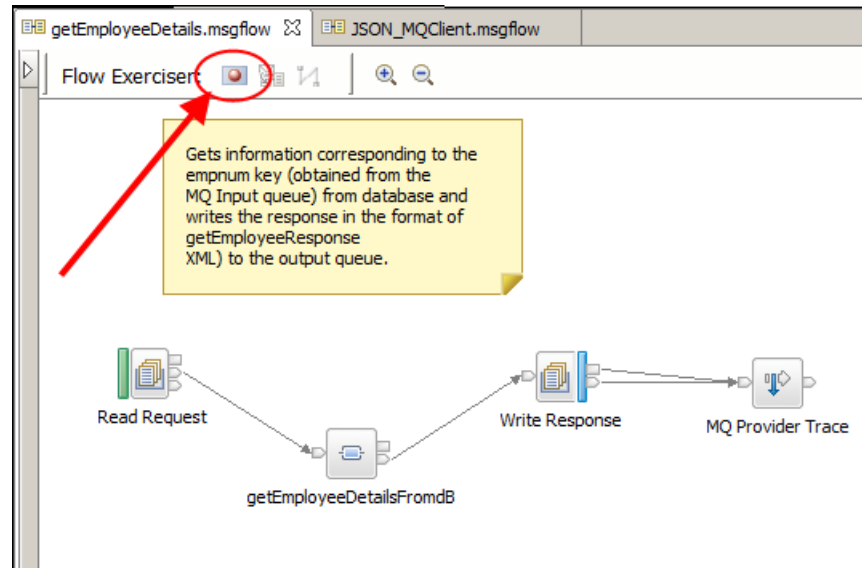 getEmployeeDetails.msgflow JSON_MQClient.msgflow
Flow Exerciser:
Gets information corresponding to the
empnum key (obtained from the
MQ Input queue) from database and
writes the response in the format of
getEmployeeResponse
XML) to the output queue.
Read Request
Write Response
MQ Provider Trace
getEmployeeDetailsFromdB